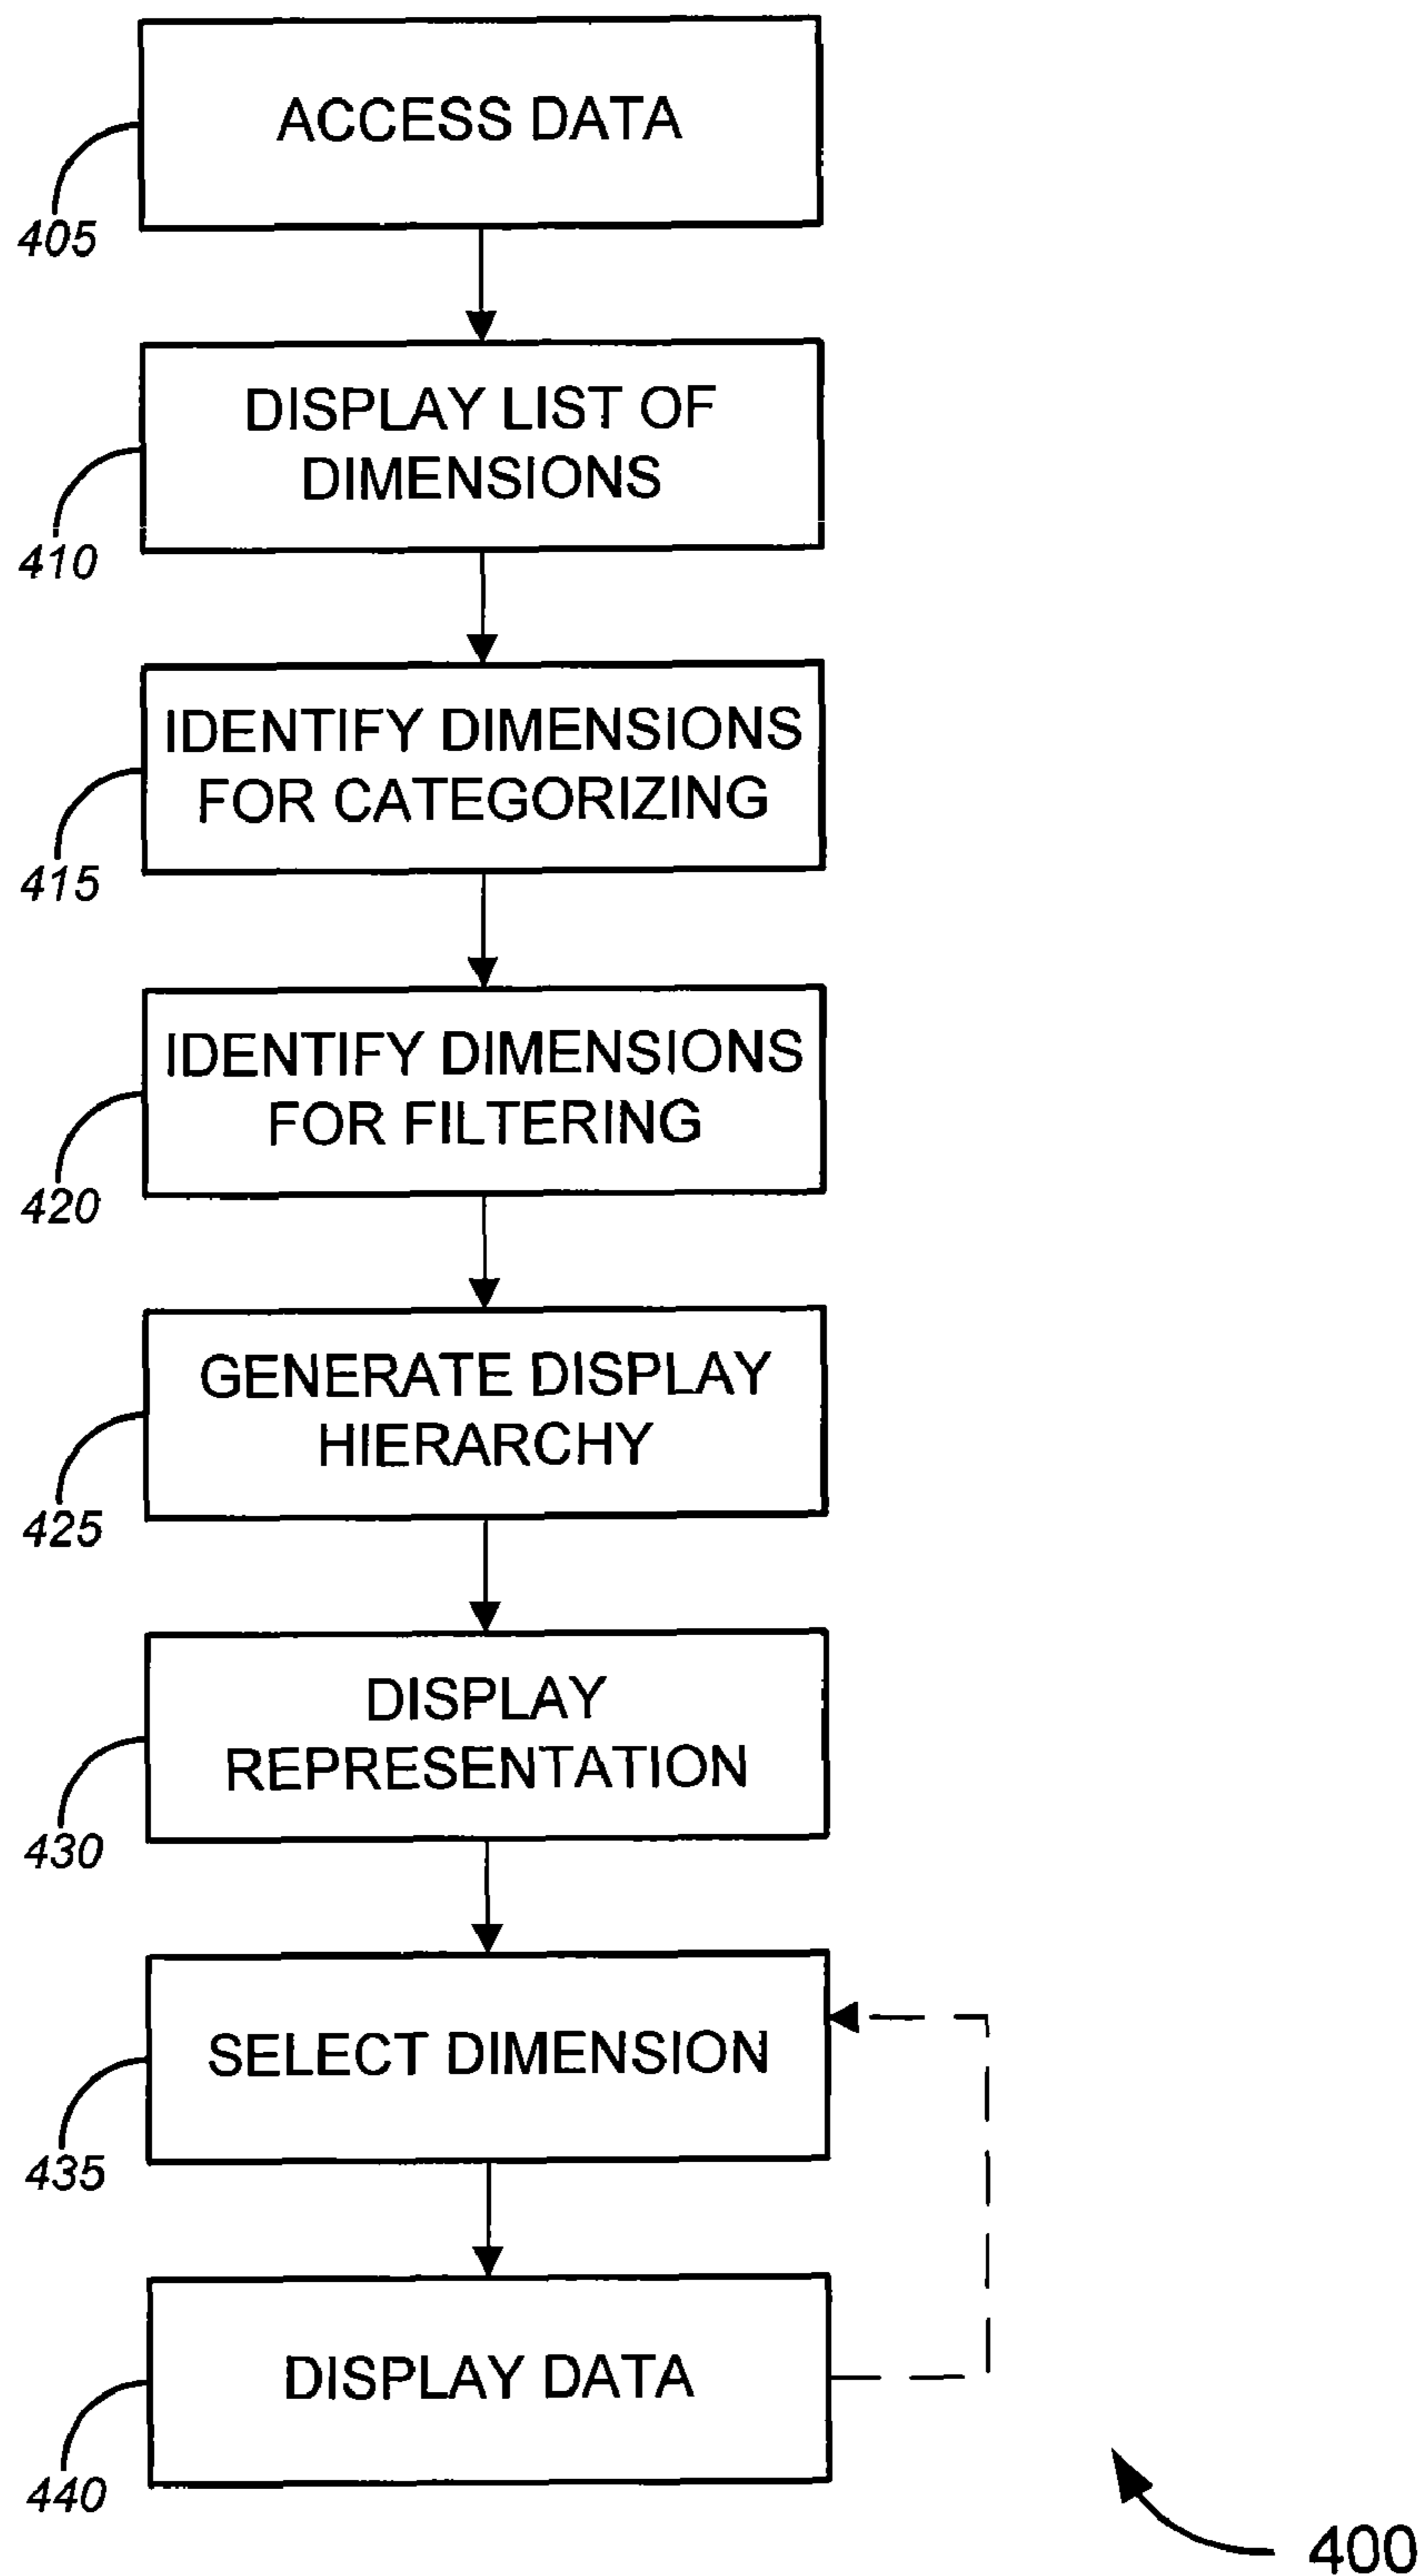 ACCESS DATA
405
DISPLAY LIST OF
DIMENSIONS
410
IDENTIFY DIMENSIONS
FOR CATEGORIZING
415
IDENTIFY DIMENSIONS
FOR FILTERING
420
GENERATE DISPLAY
HIERARCHY
425
DISPLAY
REPRESENTATION
430
SELECT DIMENSION
435
DISPLAY DATA
440
400